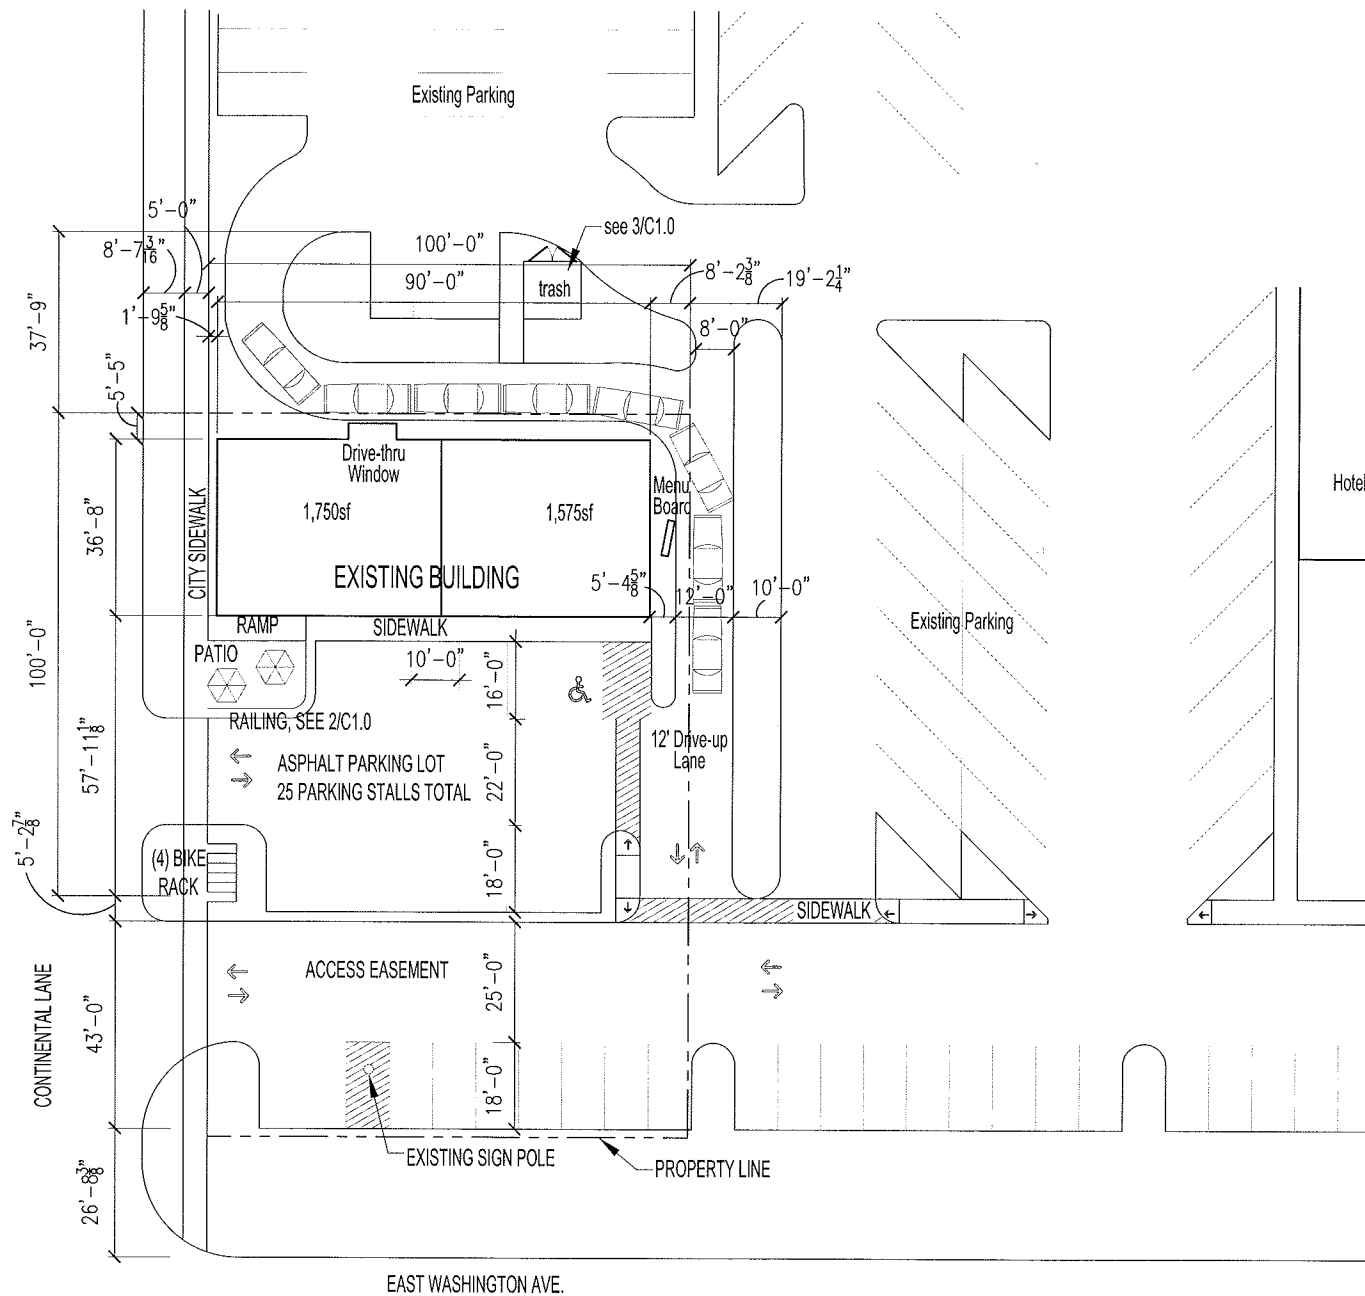 Existing Parking
5'-0"
8'-7 3/16"
see 3/C1.0
100'-0"
8'-2 3/8"
19'-2 1/4"
90'-0"
trash
37'-9"
1'-9 5/8"
8'-0"
5'-5"
Drive-thru
Window
Menu
Board
Hotel
1,750sf
1,575sf
36'-8"
CITY SIDEWALK
EXISTING BUILDING
5'-4 5/8"
12'-0"
10'-0"
RAMP
SIDEWALK
Existing Parking
PATIO
10'-0"
16'-0"
100'-0"
RAILING, SEE 2/C1.0
57'-11 1/8"
ASPHALT PARKING LOT
25 PARKING STALLS TOTAL
22'-0"
12' Drive-up
Lane
5'-2 7/8"
(4) BIKE
RACK
18'-0"
SIDEWALK
ACCESS EASEMENT
25'-0"
CONTINENTAL LANE
43'-0"
18'-0"
EXISTING SIGN POLE
PROPERTY LINE
26'-8 3/8"
EAST WASHINGTON AVE.